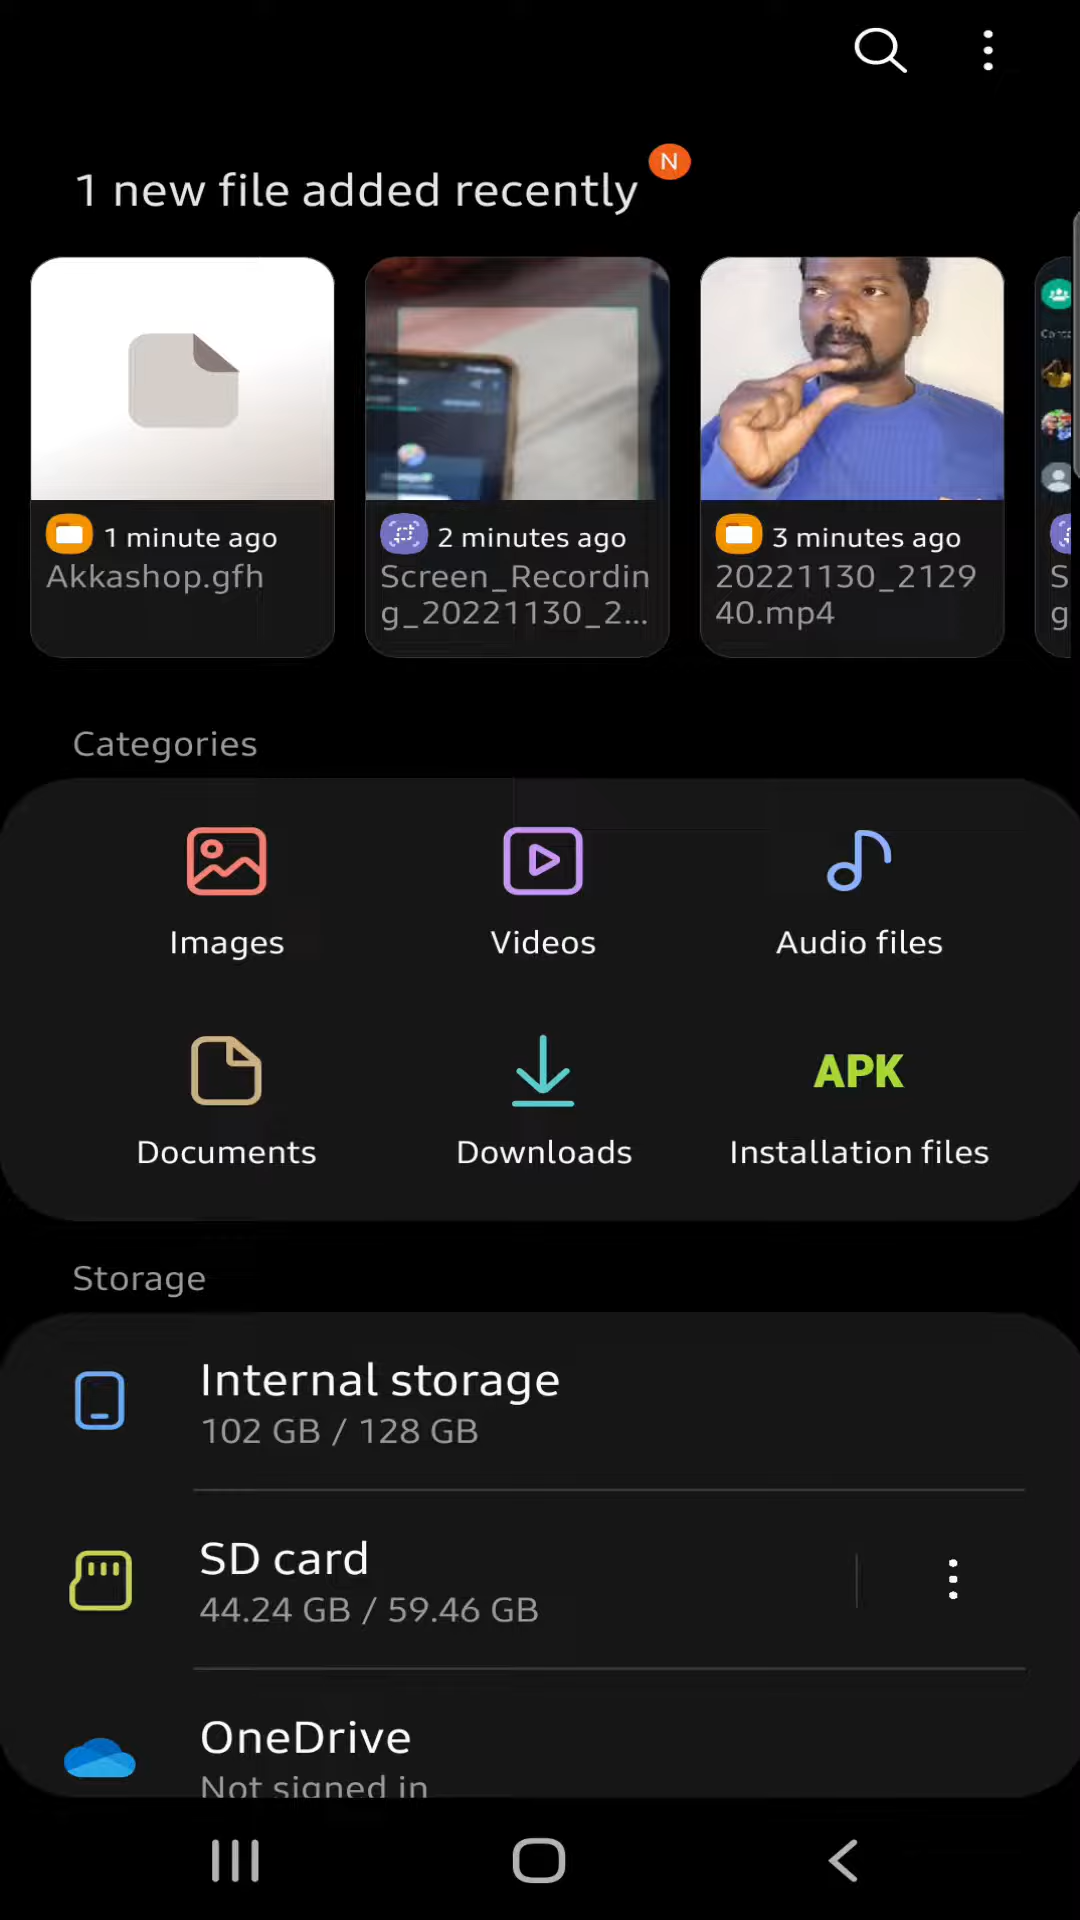 1 new file added recently
N
1 minute ago
Akkashop.gfh
2 minutes ago
Screen_Recordin
g_20221130_2...
3 minutes ago
20221130_2129
40.mp4
S
g
Categories
Images
Videos
Audio files
Documents
Downloads
APK
Installation files
Storage
Internal storage
102 GB / 128 GB
SD card
44.24 GB / 59.46 GB
OneDrive
Not signed in